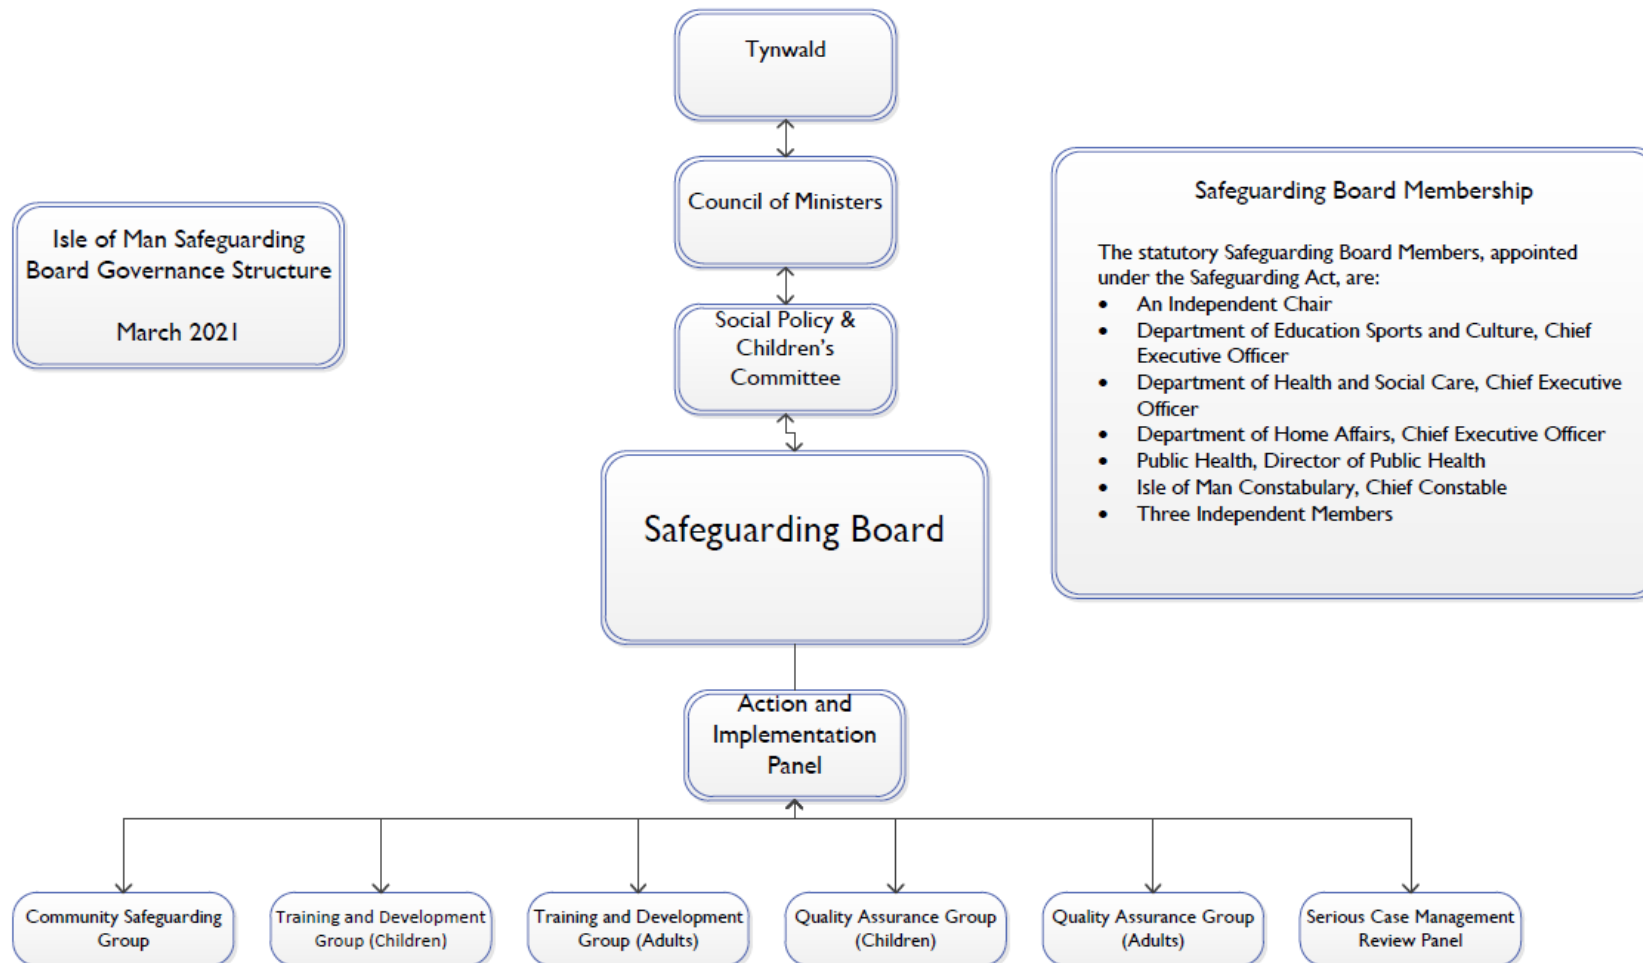 Tynwald
Council of Ministers
Isle of Man Safeguarding
Board Governance Structure
March 2021
Social Policy &
Children's
Committee
Safeguarding Board
Safeguarding Board Membership
The statutory Safeguarding Board Members, appointed
under the Safeguarding Act, are:
• An Independent Chair
• Department of Education Sports and Culture, Chief
Executive Officer
• Department of Health and Social Care, Chief Executive
Officer
• Department of Home Affairs, Chief Executive Officer
• Public Health, Director of Public Health
• Isle of Man Constabulary, Chief Constable
• Three Independent Members
Action and
Implementation
Panel
Community Safeguarding
Group
Training and Development
Group (Children)
Training and Development
Group (Adults)
Quality Assurance Group
(Children)
Quality Assurance Group
(Adults)
Serious Case Management
Review Panel